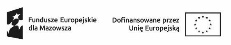 Fundusze Europejskie
dla Mazowsza
Dofinansowane przez
Unię Europejską